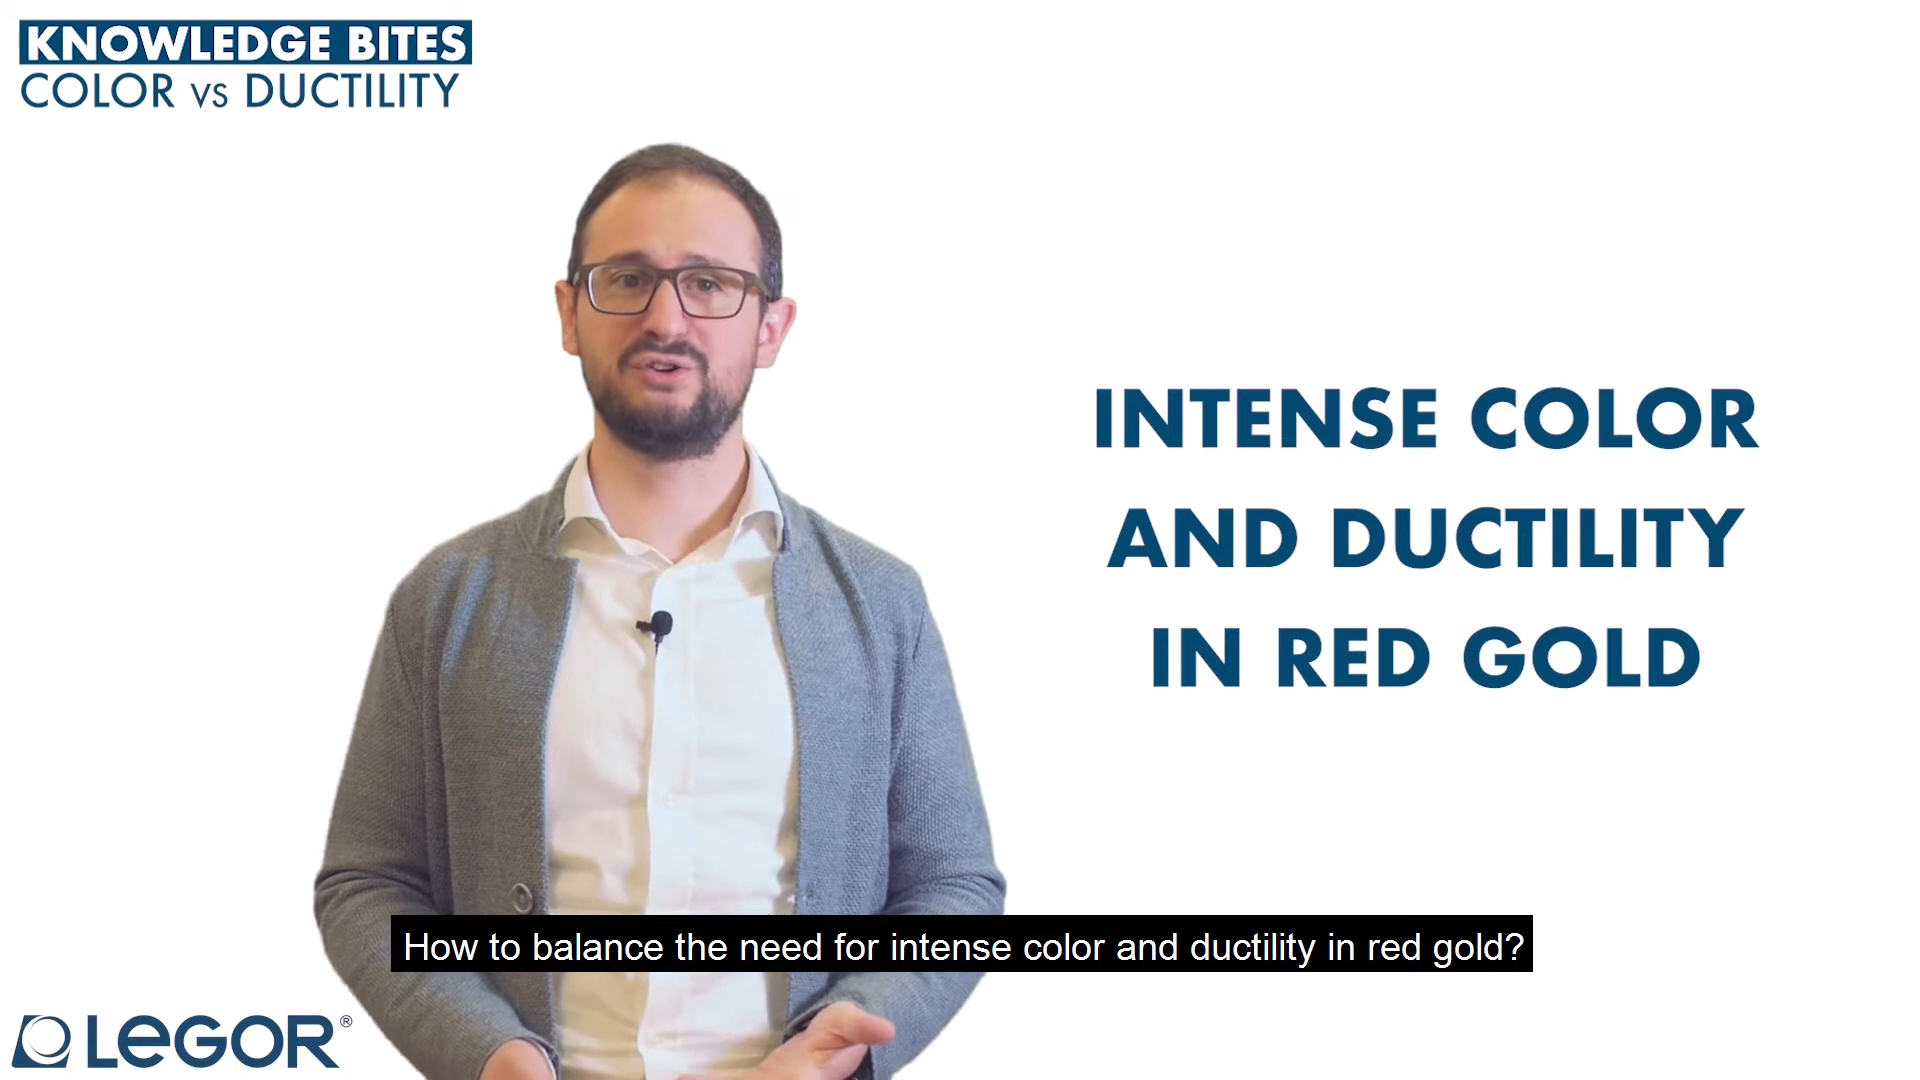 KNOWLEDGE BITES
COLOR VS DUCTILITY
INTENSE COLOR
AND DUCTILITY
IN RED GOLD
How to balance the need for intense color and ductility in red gold?
LEGOR®